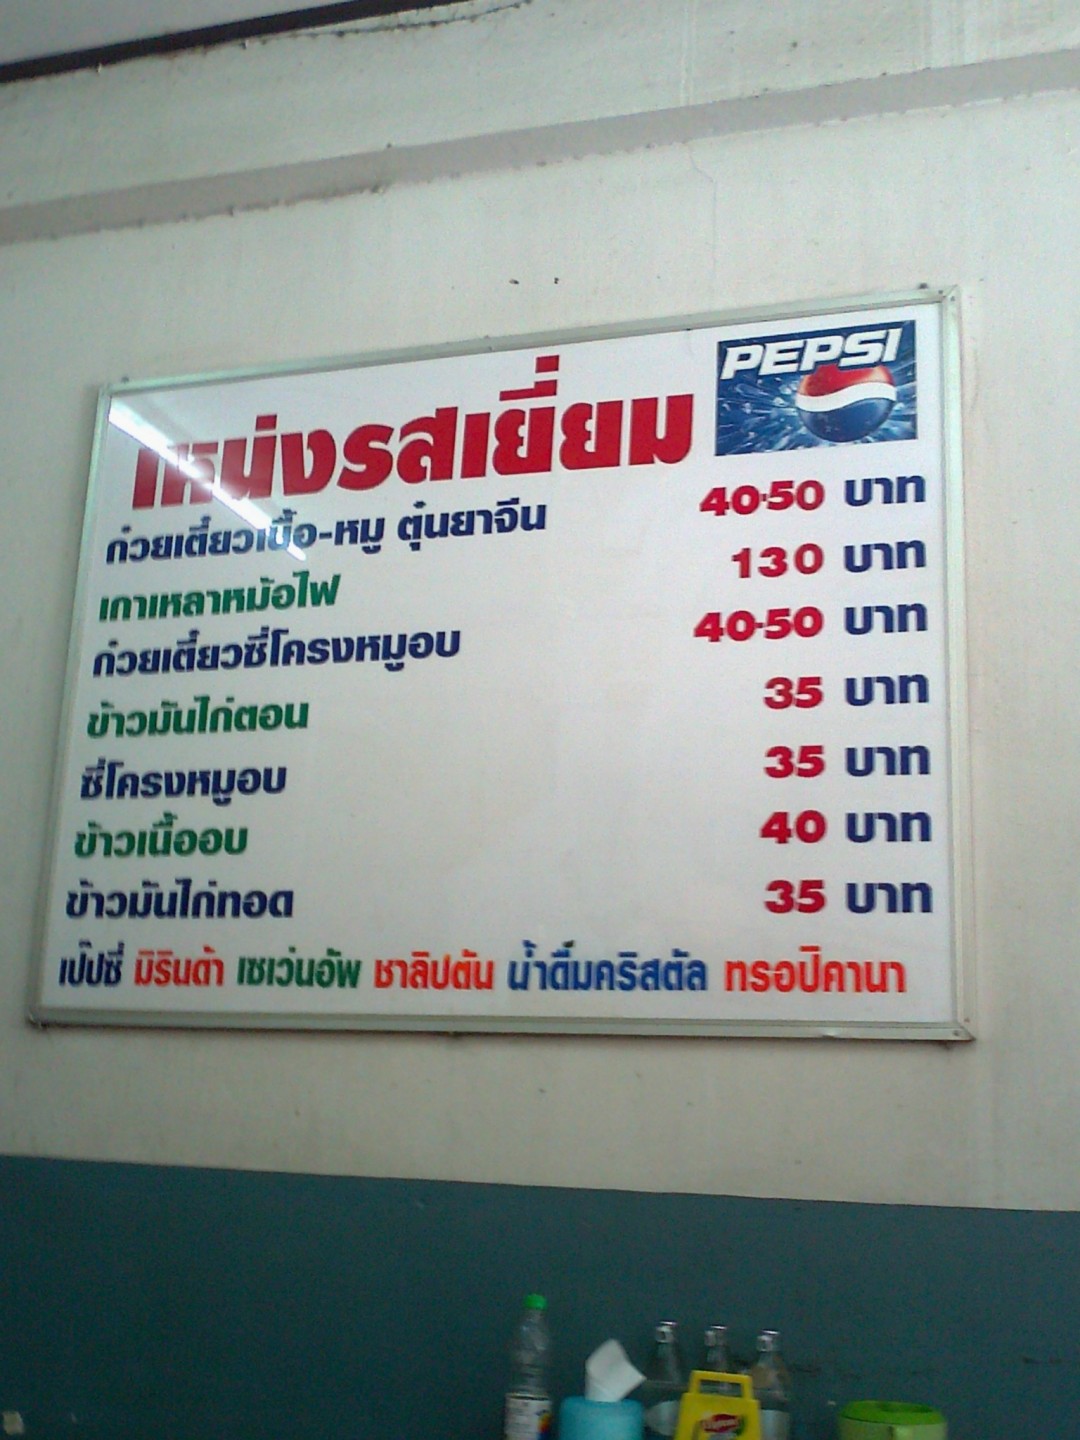 PEPSI
เหน่งรสเยี่ยม
ก๋วยเตี๋ยวเนื้อ-หมู ตุ๋นยาจีน 40-50 บาท
เกาเหลาหม้อไฟ 130 บาท
ก๋วยเตี๋ยวซี่โครงหมูอบ 40-50 บาท
ข้าวมันไก่ตอน 35 บาท
ซี่โครงหมูอบ 35 บาท
ข้าวเนื้ออบ 40 บาท
ข้าวมันไก่ทอด 35 บาท
เป๊ปซี่ มิรินด้า เซเว่นอัพ ชาลิปตัน น้ำดื่มคริสตัล ทรอปิคานา